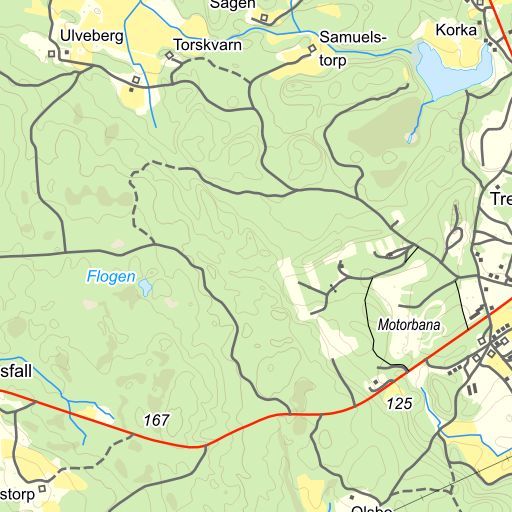 Sågen
Ulveberg
Torskvarn
Samuels-
torp
Korka
Tre
Flogen
Motorbana
sfall
167
125
storp
Olsbo